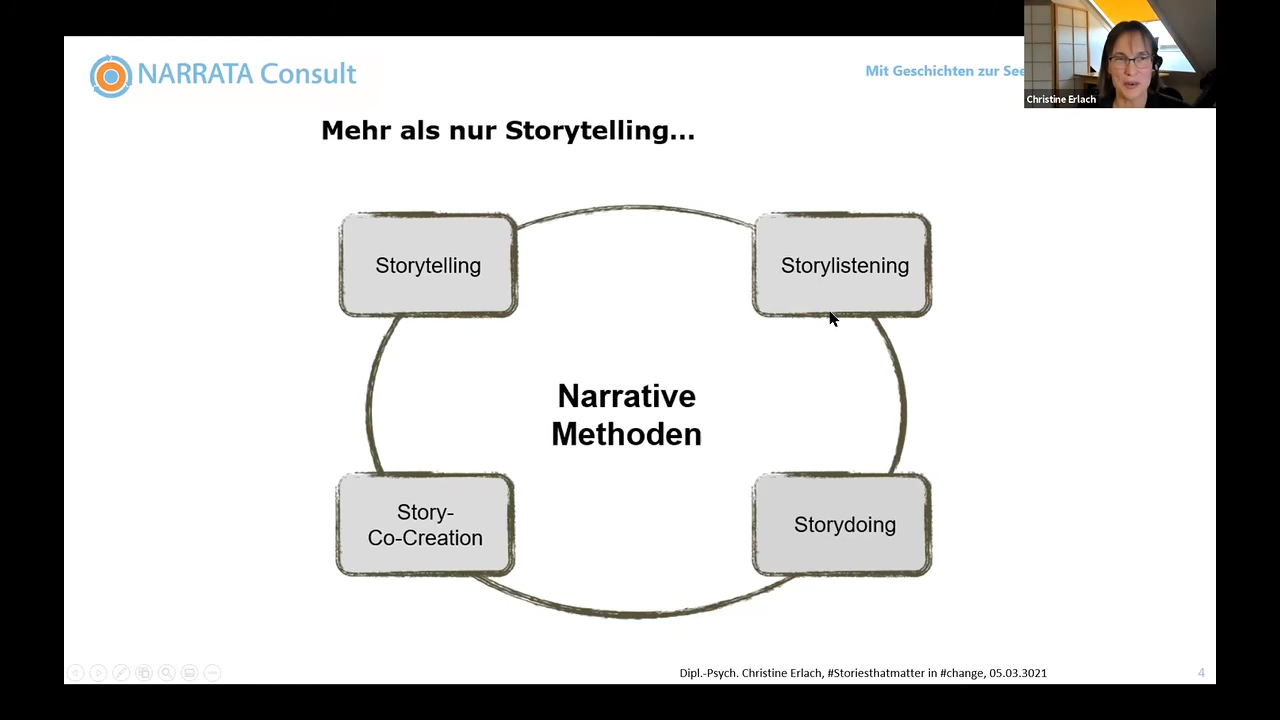 NARRATA Consult
Mit Geschichten zur
Christine Erlach
Mehr als nur Storytelling...
Storytelling
Storylistening
Narrative
Methoden
Story-
Co-Creation
Storydoing
Dipl.-Psych. Christine Erlach, #Storiesthatmatter in #change, 05.03.3021
4